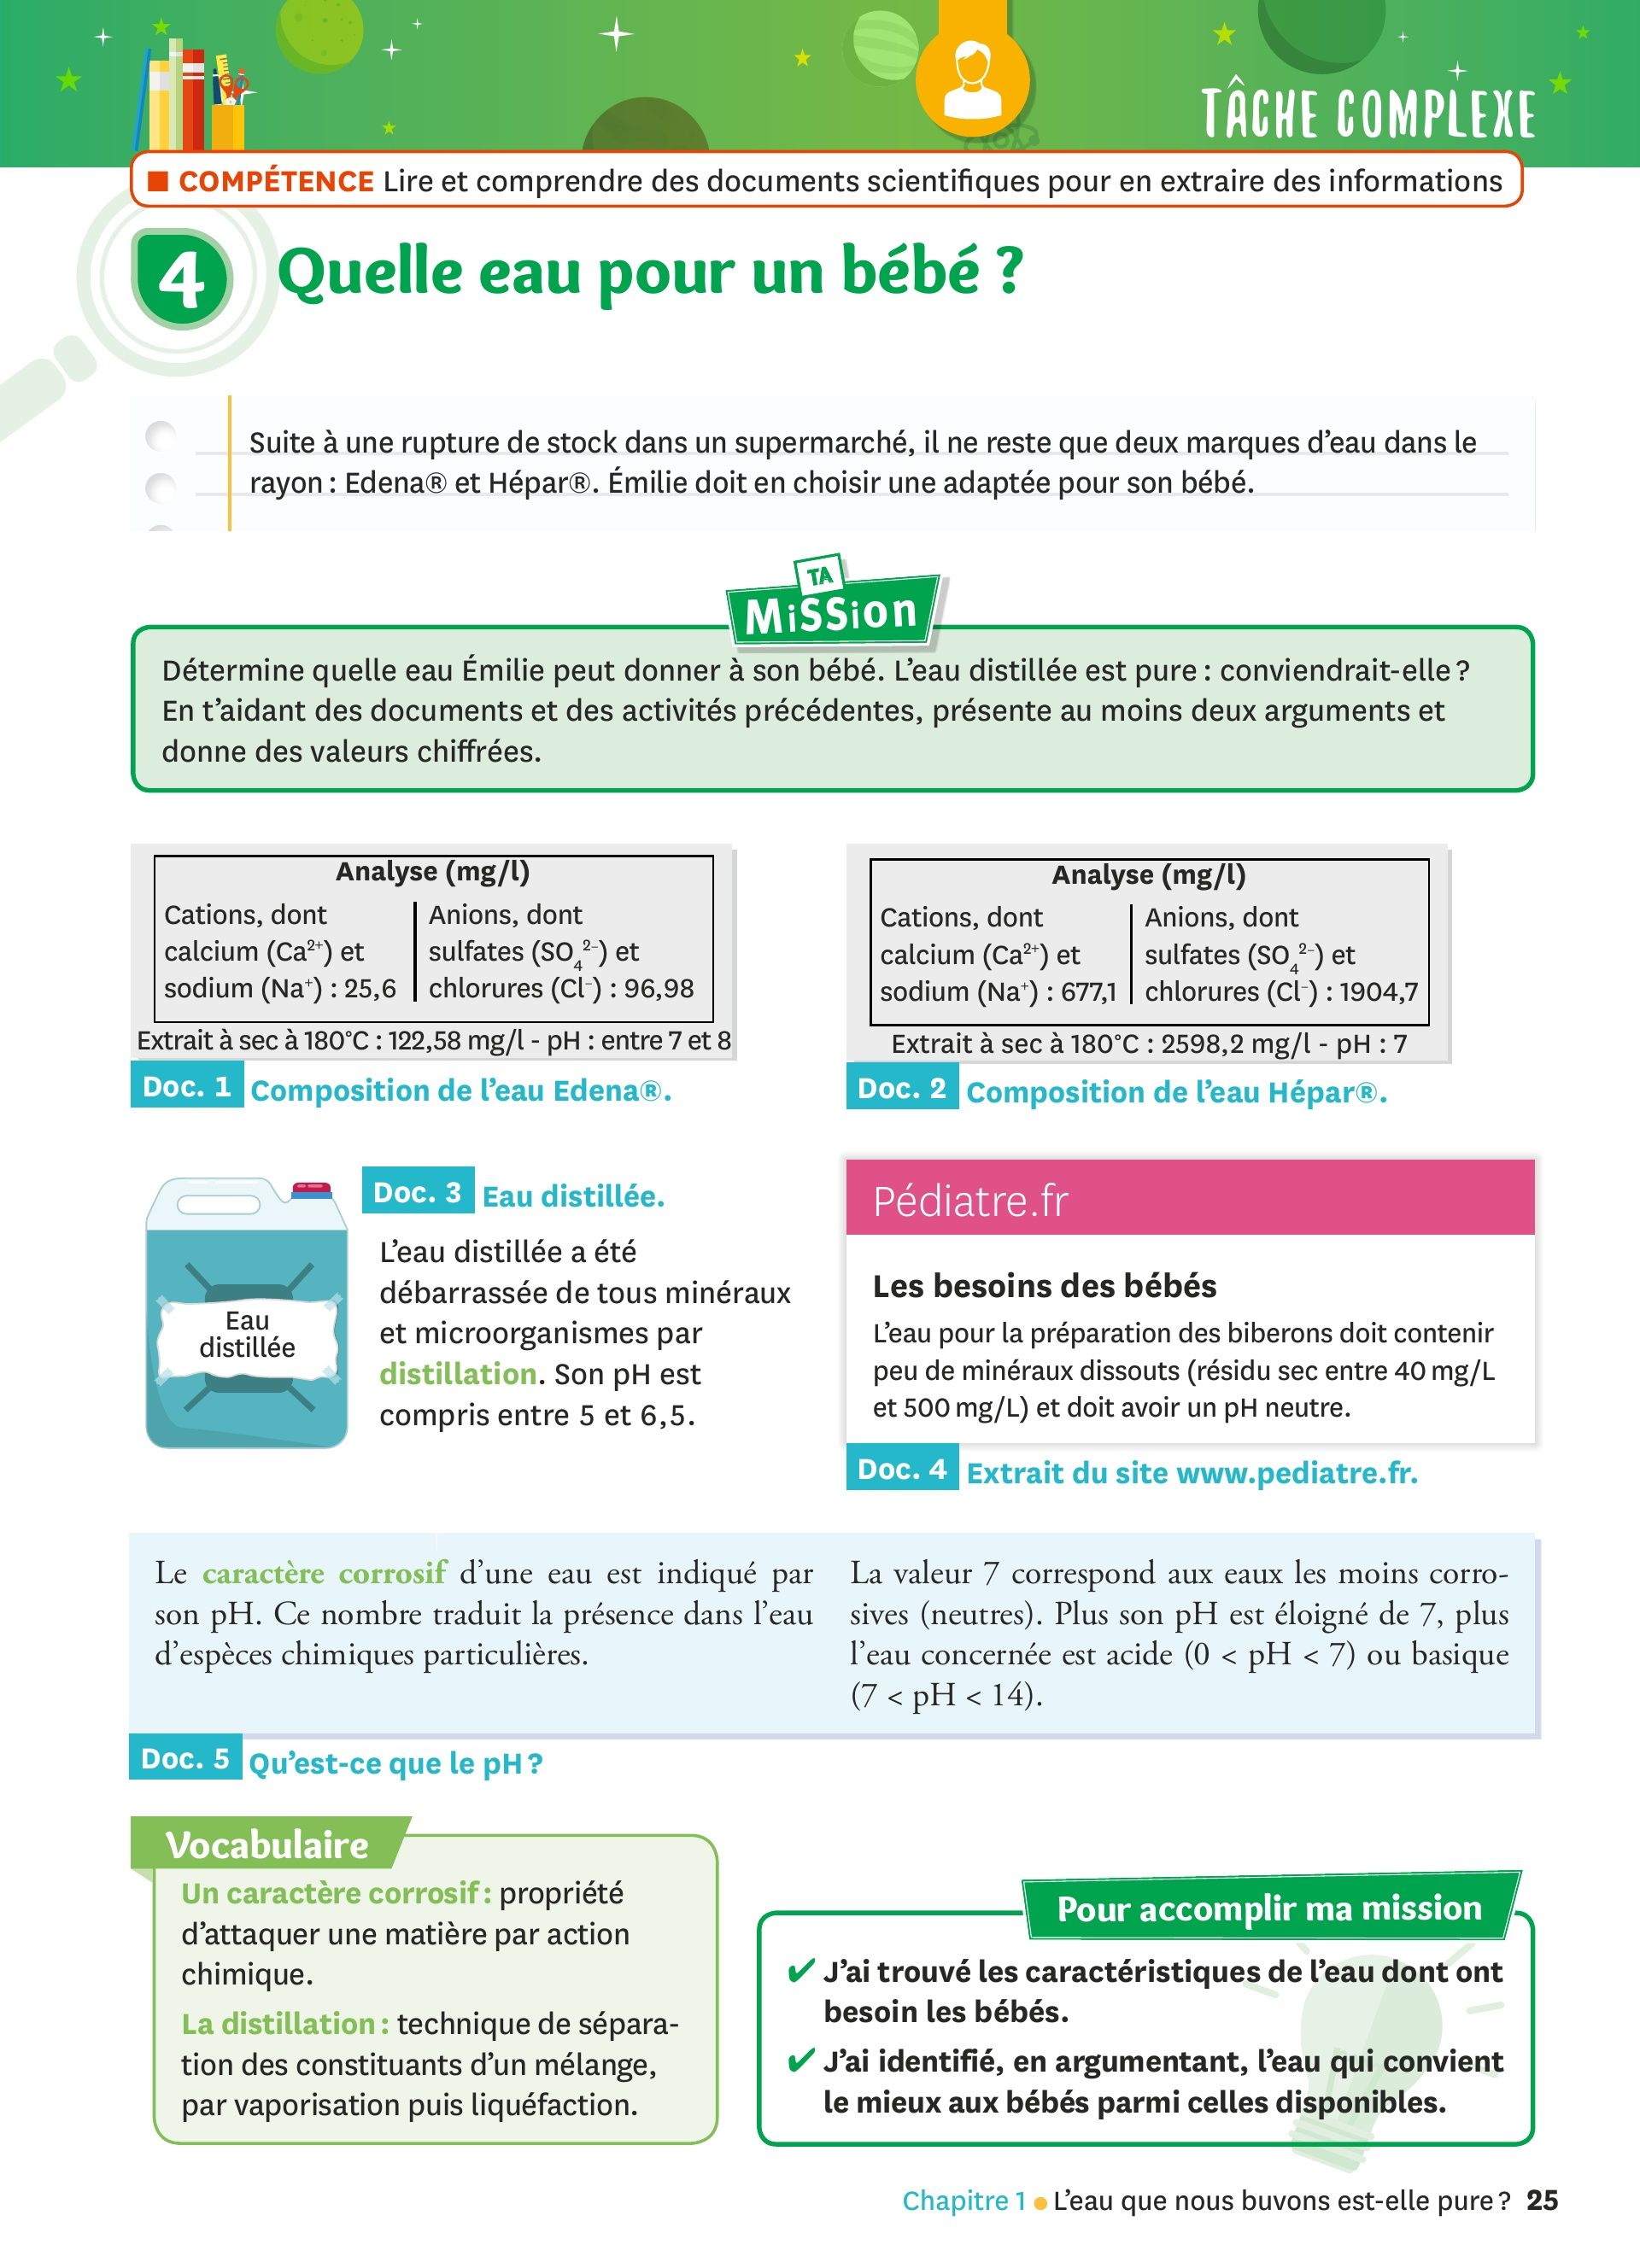 TÂCHE COMPLEXE
■ COMPÉTENCE Lire et comprendre des documents scientifiques pour en extraire des informations
4 Quelle eau pour un bébé ?
Suite à une rupture de stock dans un supermarché, il ne reste que deux marques d’eau dans le
rayon : Edena® et Hépar®. Émilie doit en choisir une adaptée pour son bébé.
TA
MiSSion
Détermine quelle eau Émilie peut donner à son bébé. L’eau distillée est pure : conviendrait-elle ?
En t’aidant des documents et des activités précédentes, présente au moins deux arguments et
donne des valeurs chiffrées.
Analyse (mg/l)
Cations, dont
calcium (Ca²⁺) et
sodium (Na⁺) : 25,6
Anions, dont
sulfates (SO₄²⁻) et
chlorures (Cl⁻) : 96,98
Extrait à sec à 180°C : 122,58 mg/l - pH : entre 7 et 8
Doc. 1 Composition de l’eau Edena®.
Analyse (mg/l)
Cations, dont
calcium (Ca²⁺) et
sodium (Na⁺) : 677,1
Anions, dont
sulfates (SO₄²⁻) et
chlorures (Cl⁻) : 1904,7
Extrait à sec à 180°C : 2598,2 mg/l - pH : 7
Doc. 2 Composition de l’eau Hépar®.
Eau
distillée
Doc. 3 Eau distillée.
L’eau distillée a été
débarrassée de tous minéraux
et microorganismes par
distillation. Son pH est
compris entre 5 et 6,5.
Pédiatre.fr
Les besoins des bébés
L’eau pour la préparation des biberons doit contenir
peu de minéraux dissouts (résidu sec entre 40 mg/L
et 500 mg/L) et doit avoir un pH neutre.
Doc. 4 Extrait du site www.pediatre.fr.
Le caractère corrosif d’une eau est indiqué par
son pH. Ce nombre traduit la présence dans l’eau
d’espèces chimiques particulières.
La valeur 7 correspond aux eaux les moins corro-
sives (neutres). Plus son pH est éloigné de 7, plus
l’eau concernée est acide (0 < pH < 7) ou basique
(7 < pH < 14).
Doc. 5 Qu’est-ce que le pH ?
Vocabulaire
Un caractère corrosif : propriété
d’attaquer une matière par action
chimique.
La distillation : technique de sépara-
tion des constituants d’un mélange,
par vaporisation puis liquéfaction.
Pour accomplir ma mission
✔ J’ai trouvé les caractéristiques de l’eau dont ont
besoin les bébés.
✔ J’ai identifié, en argumentant, l’eau qui convient
le mieux aux bébés parmi celles disponibles.
Chapitre 1 ● L’eau que nous buvons est-elle pure ? 25